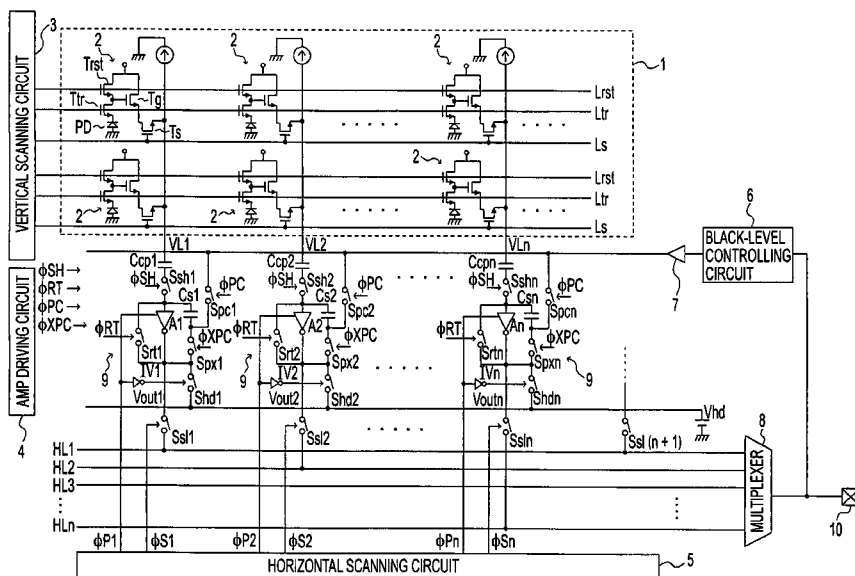 3
VERTICAL SCANNING CIRCUIT
2
2
2
1
Trst
Ttr
Tg
PD
Ts
Lrst
Ltr
Ls
2
2
2
Lrst
Ltr
Ls
6
BLACK-LEVEL
CONTROLLING
CIRCUIT
7
VL1
VL2
VLn
AMP DRIVING CIRCUIT
4
φSH
φRT
φPC
φXPC
Ccp1
φSH
Ssh1
Cs1
φPC
Spc1
A1
φRT
Srt1
φXPC
Spx1
9
IV1
Vout1
Shd1
Ssl1
Ccp2
φSH
Ssh2
Cs2
φPC
Spc2
A2
φRT
Srt2
φXPC
Spx2
9
IV2
Vout2
Shd2
Ssl2
Ccpn
φSH
Sshn
Csn
φPC
Spcn
An
φRT
Srtn
φXPC
Spxn
9
IVn
Voutn
Shdn
Ssln
Ssl (n + 1)
Vhd
8
MULTIPLEXER
10
HL1
HL2
HL3
HLn
φP1
φS1
φP2
φS2
φPn
φSn
HORIZONTAL SCANNING CIRCUIT
5